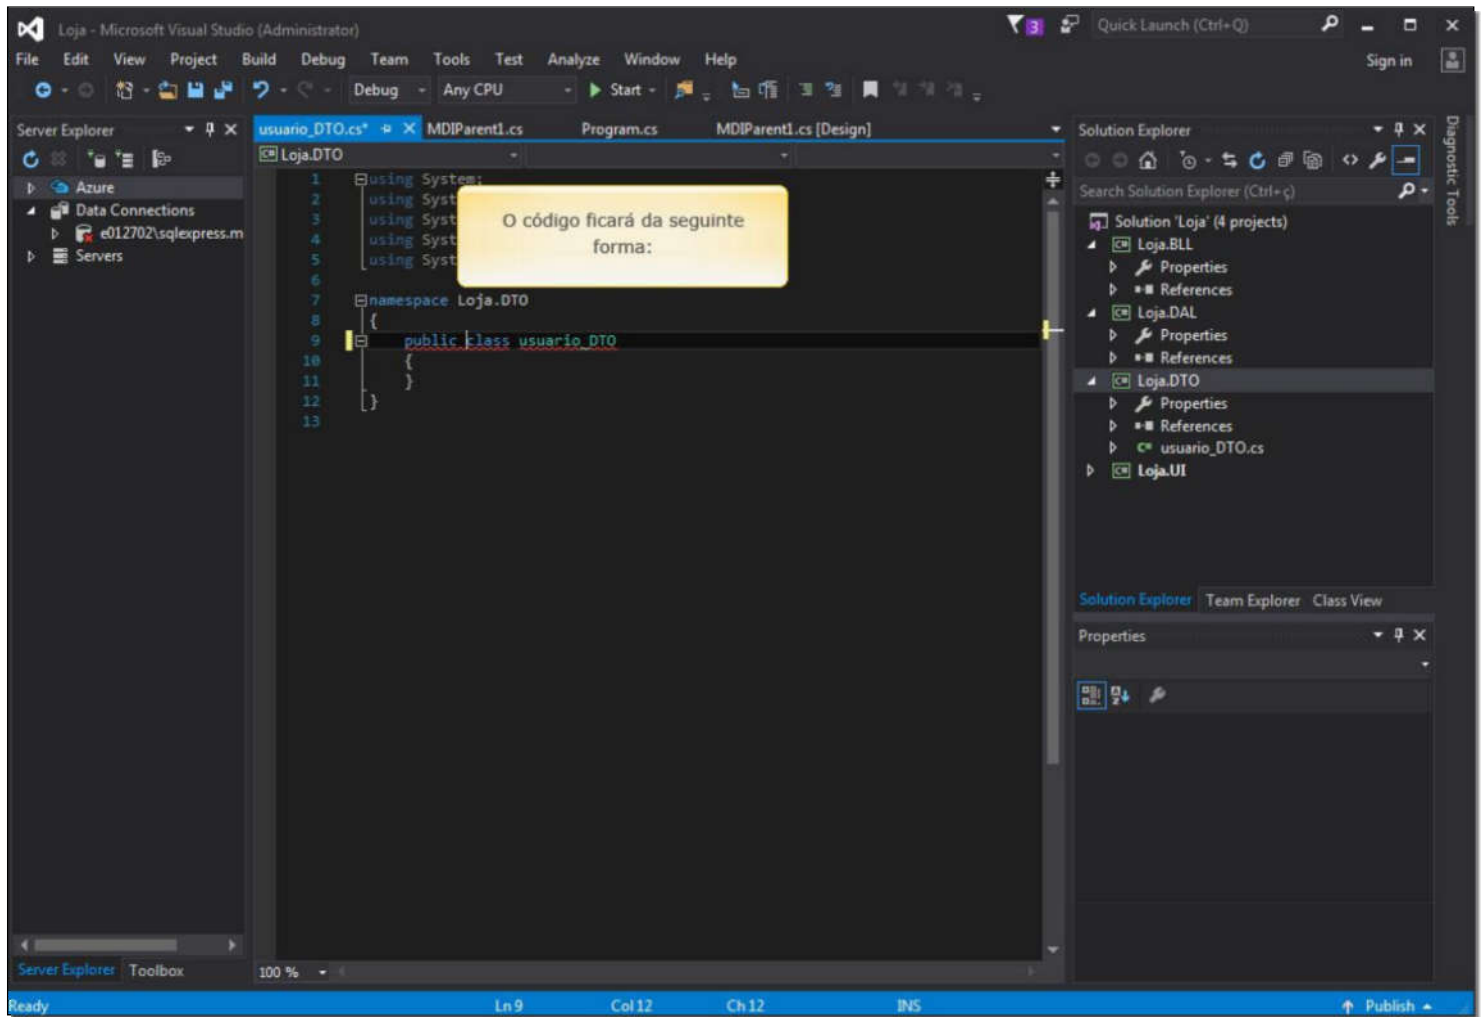 Loja - Microsoft Visual Studio (Administrator)
3
Quick Launch (Ctrl+Q)
File Edit View Project Build Debug Team Tools Test Analyze Window Help
Sign in
Debug Any CPU Start
Server Explorer
Azure
Data Connections
e012702\sqlexpress.m
Servers
usuario_DTO.cs* MDIParent1.cs Program.cs MDIParent1.cs [Design]
Loja.DTO
1 using System;
2 using Syst
3 using Syst
4 using Syst
5 using Syst
6
7 namespace Loja.DTO
8 {
9 public class usuario_DTO
10 {
11 }
12 }
13
O código ficará da seguinte
forma:
Solution Explorer
Search Solution Explorer (Ctrl+ç)
Solution 'Loja' (4 projects)
Loja.BLL
Properties
References
Loja.DAL
Properties
References
Loja.DTO
Properties
References
usuario_DTO.cs
Loja.UI
Solution Explorer Team Explorer Class View
Properties
Diagnostic Tools
Server Explorer Toolbox
100 %
Ready Ln 9 Col 12 Ch 12 INS Publish